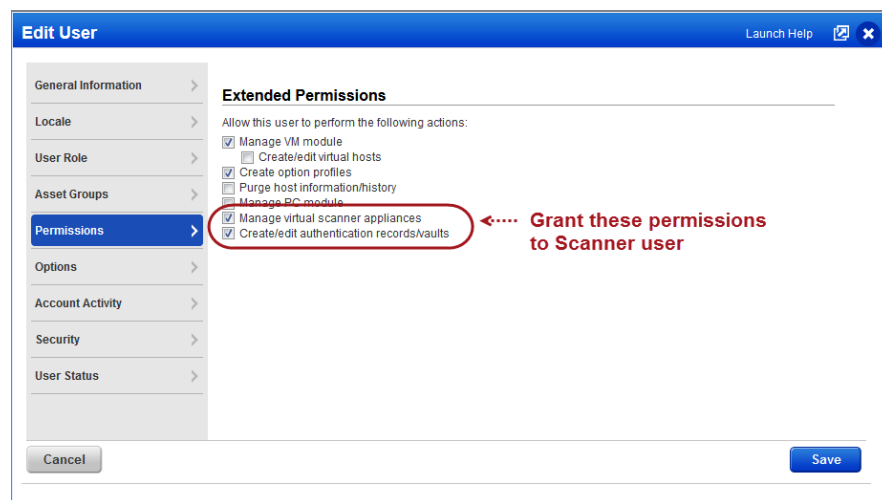 Edit User
Launch Help
General Information
Locale
User Role
Asset Groups
Permissions
Options
Account Activity
Security
User Status
Extended Permissions
Allow this user to perform the following actions:
Manage VM module
Create/edit virtual hosts
Create option profiles
Purge host information/history
Manage PC module
Manage virtual scanner appliances
Create/edit authentication records/vaults
Grant these permissions
to Scanner user
Cancel
Save